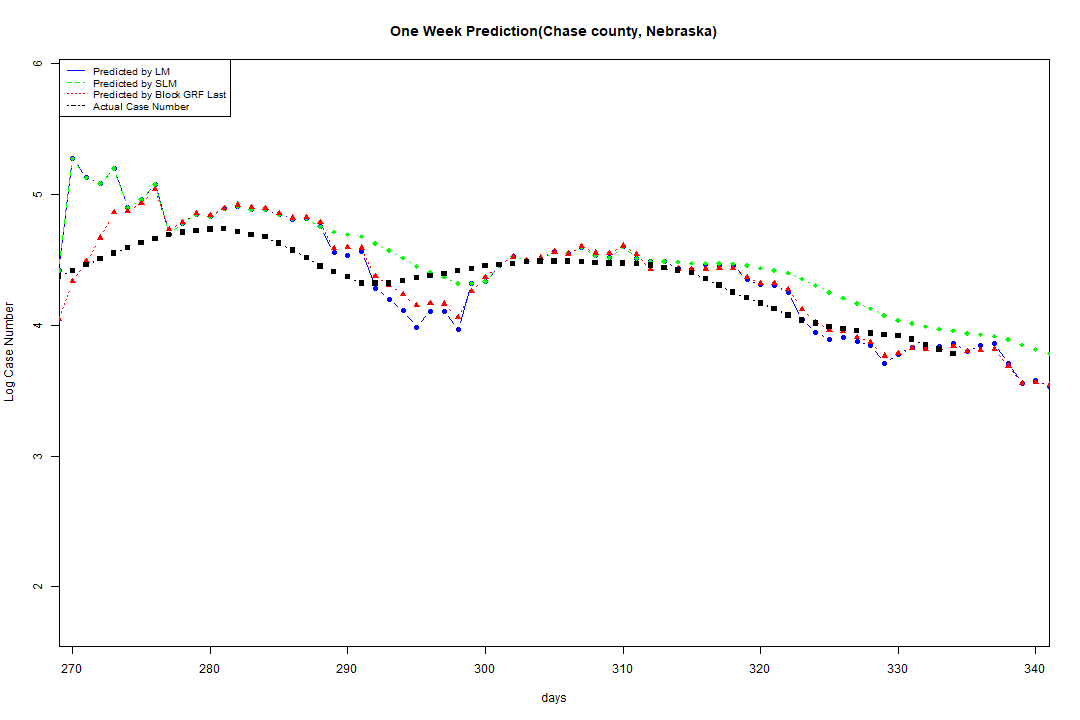 One Week Prediction(Chase county, Nebraska)
Predicted by LM
Predicted by SLM
Predicted by Block GRF Last
Actual Case Number
6
5
4
3
2
Log Case Number
270 280 290 300 310 320 330 340
days